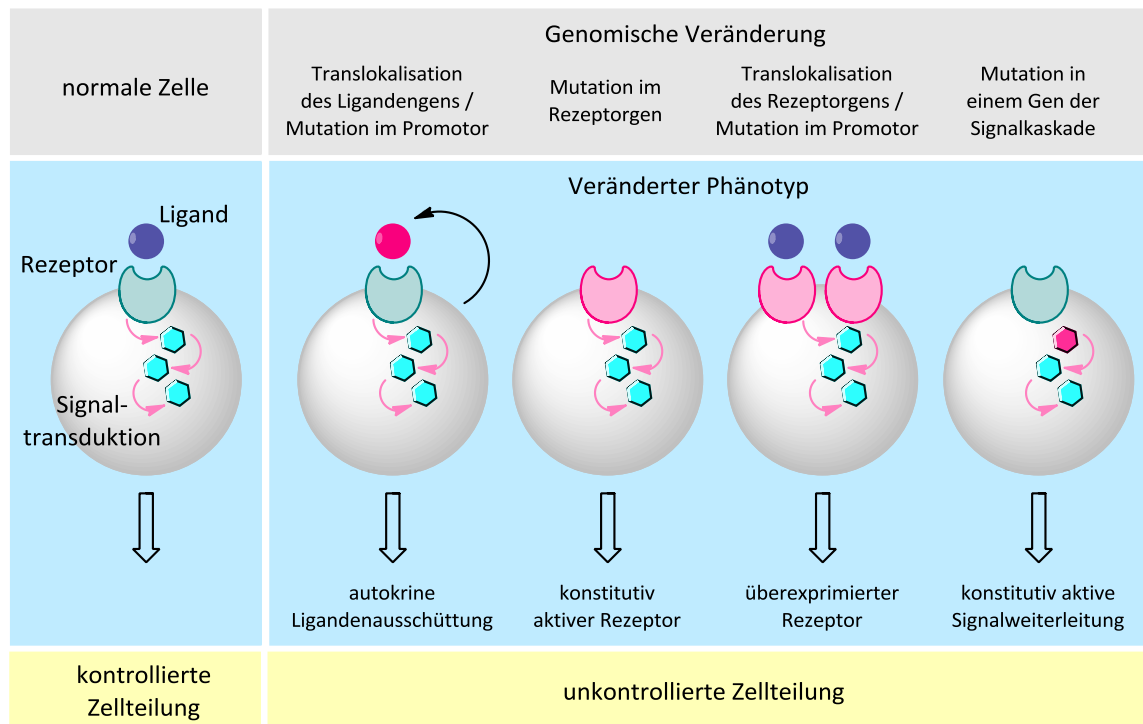 normale Zelle
Genomische Veränderung
Translokalisation
des Ligandengens /
Mutation im Promotor
Mutation im
Rezeptorgen
Translokalisation
des Rezeptorgens /
Mutation im Promotor
Mutation in
einem Gen der
Signalkaskade
Veränderter Phänotyp
Ligand
Rezeptor
Signal-
transduktion
autokrine
Ligandenausschüttung
konstitutiv
aktiver Rezeptor
überexprimierter
Rezeptor
konstitutiv aktive
Signalweiterleitung
kontrollierte
Zellteilung
unkontrollierte Zellteilung